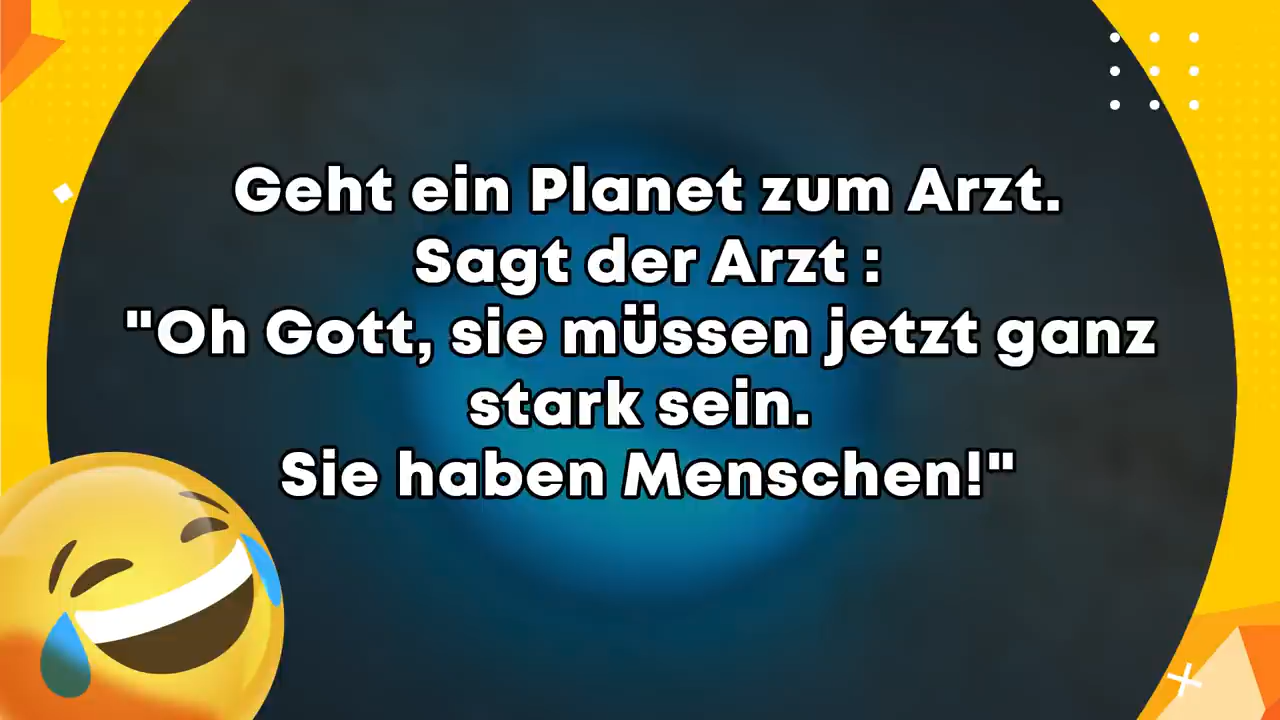 Geht ein Planet zum Arzt.
Sagt der Arzt :
"Oh Gott, sie müssen jetzt ganz
stark sein.
Sie haben Menschen!"